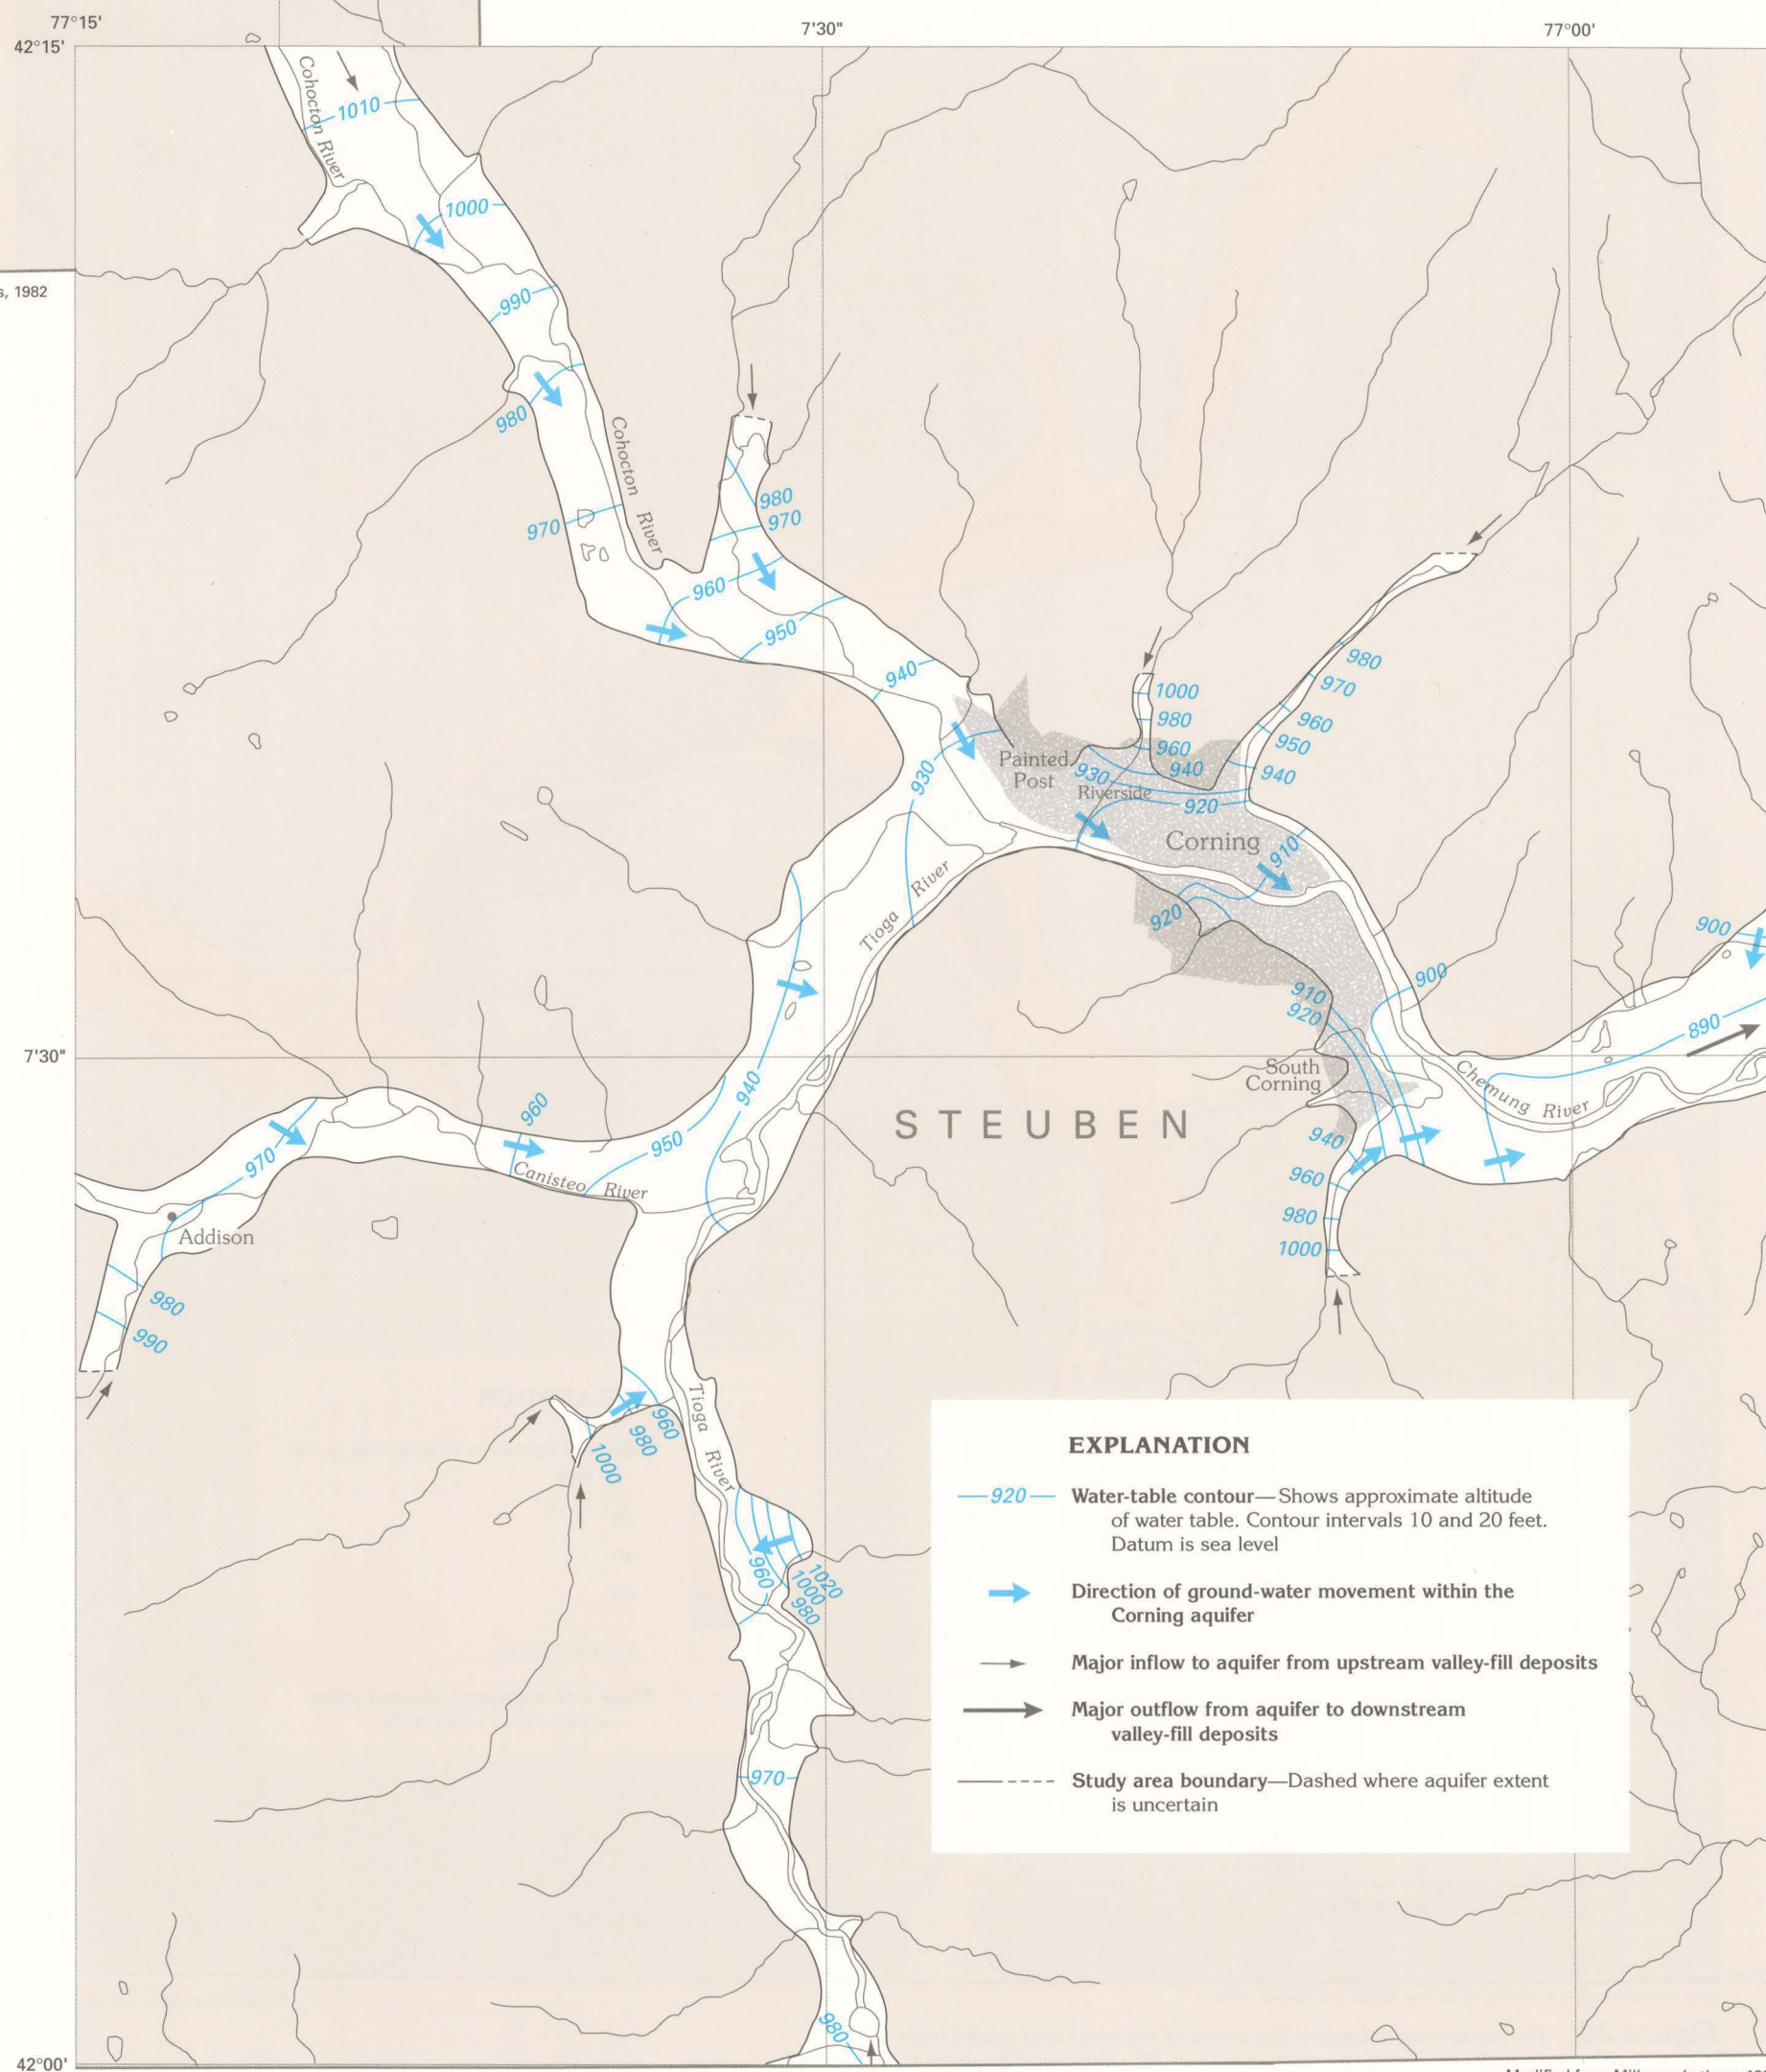 77°15'
7'30"
77°00'
42°15'
Cohocton River
1010
1000
s, 1982
990
980
Cohocton River
970
980
970
960
950
940
930
Painted
Post
1000
980
960
940
930
Riverside
920
980
970
960
950
940
Corning
910
920
Tioga River
900
900
910
920
890
7'30"
South
Corning
Chemung River
STEUBEN
940
960
980
1000
940
950
960
970
Canisteo River
Addison
980
990
Tioga River
960
980
1000
960
1020
1000
980
970
980
42°00'
EXPLANATION
920
Water-table contour—Shows approximate altitude
of water table. Contour intervals 10 and 20 feet.
Datum is sea level
Direction of ground-water movement within the
Corning aquifer
Major inflow to aquifer from upstream valley-fill deposits
Major outflow from aquifer to downstream
valley-fill deposits
Study area boundary—Dashed where aquifer extent
is uncertain